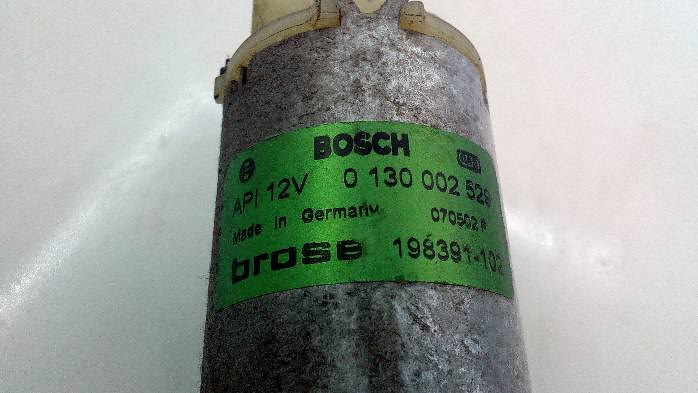 BOSCH
API 12V 0 130 002 529
Made in Germany 070502
brose 198391-102